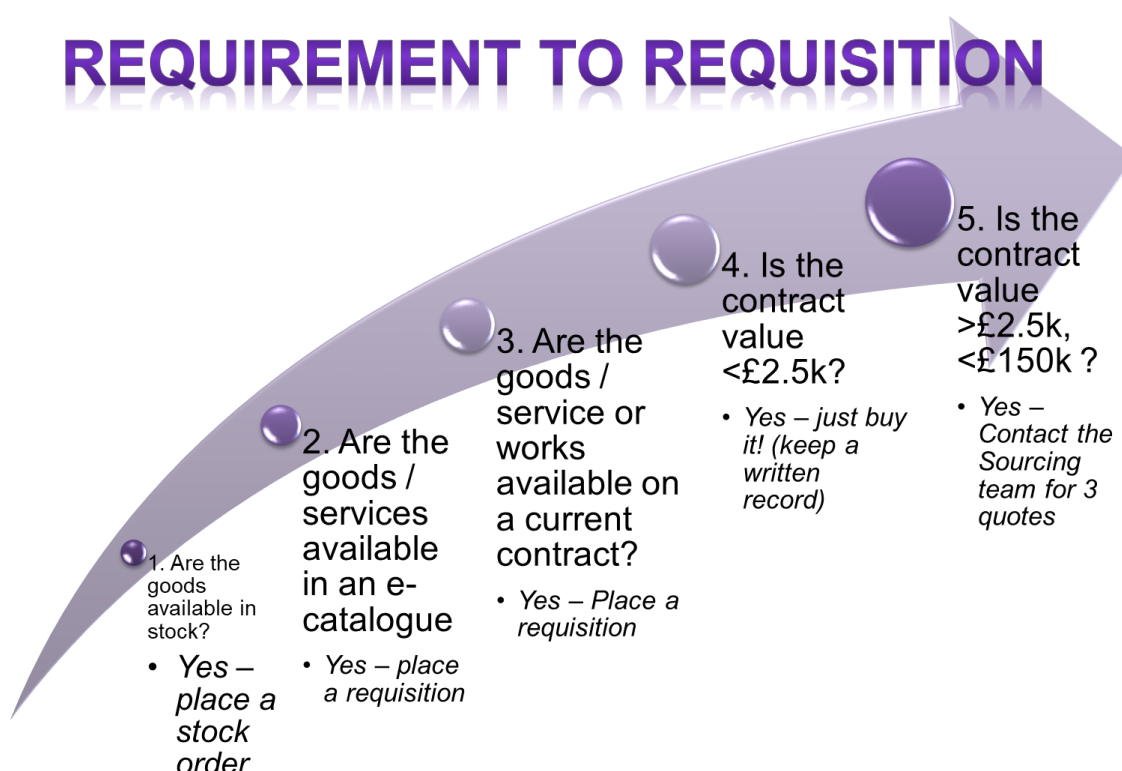 REQUIREMENT TO REQUISITION
1. Are the
goods
available in
stock?
• Yes –
place a
stock
order
2. Are the
goods /
services
available
in an e-
catalogue
• Yes – place
a requisition
3. Are the
goods /
service or
works
available on
a current
contract?
• Yes – Place a
requisition
4. Is the
contract
value
<£2.5k?
• Yes – just buy
it! (keep a
written
record)
5. Is the
contract
value
>£2.5k,
<£150k ?
• Yes –
Contact the
Sourcing
team for 3
quotes